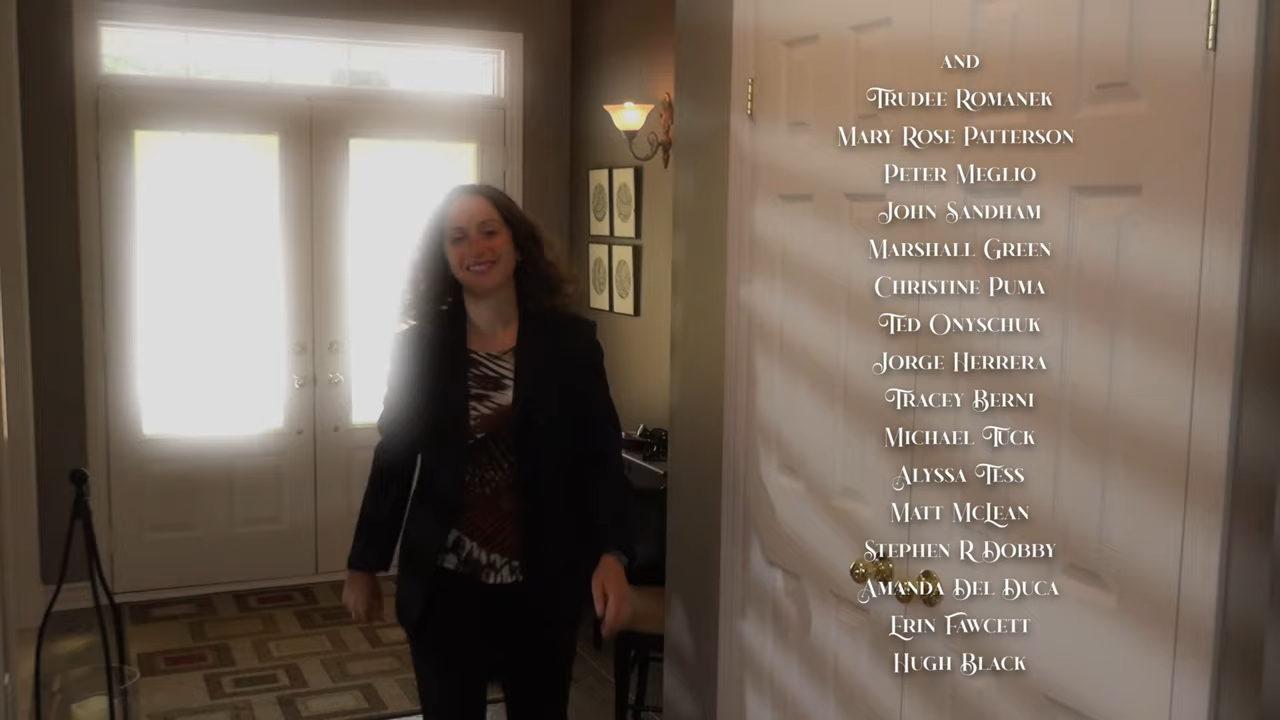 AND
TRUDEE ROMANEK
MARY ROSE PATTERSON
PETER MEGLIO
JOHN SANDHAM
MARSHALL GREEN
CHRISTINE PUMA
TED ONYSCHUK
JORGE HERRERA
TRACEY BERNI
MICHAEL TUCK
ALYSSA TESS
MATT MCLEAN
STEPHEN R DOBBY
AMANDA DEL DUCA
ERIN FAWCETT
HUGH BLACK